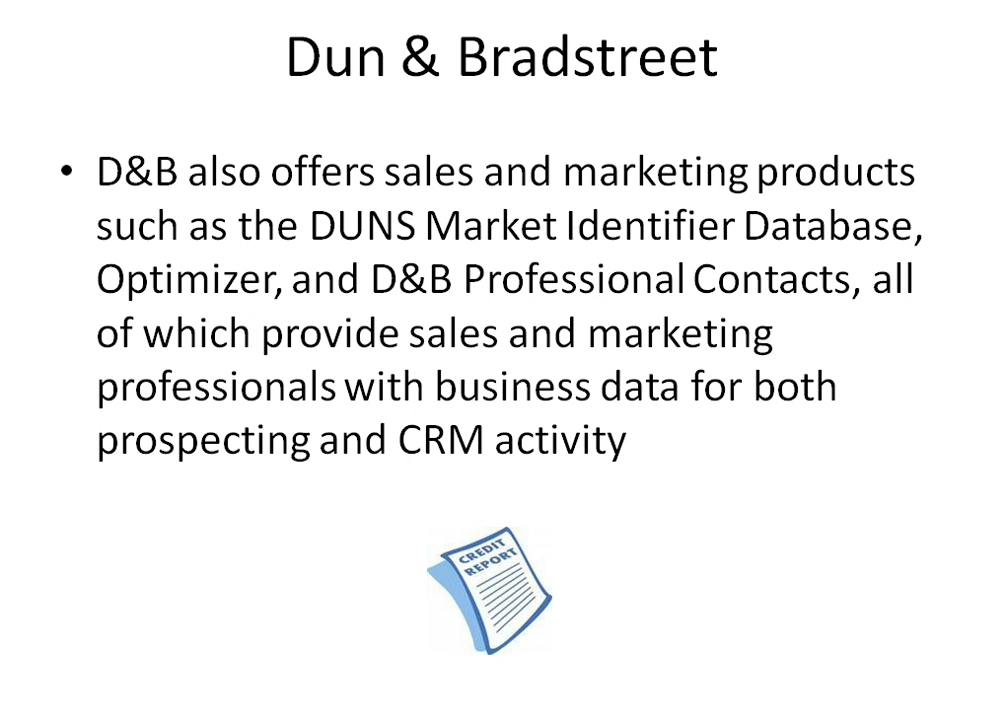 Dun & Bradstreet
• D&B also offers sales and marketing products
such as the DUNS Market Identifier Database,
Optimizer, and D&B Professional Contacts, all
of which provide sales and marketing
professionals with business data for both
prospecting and CRM activity
CREDIT
REPORT